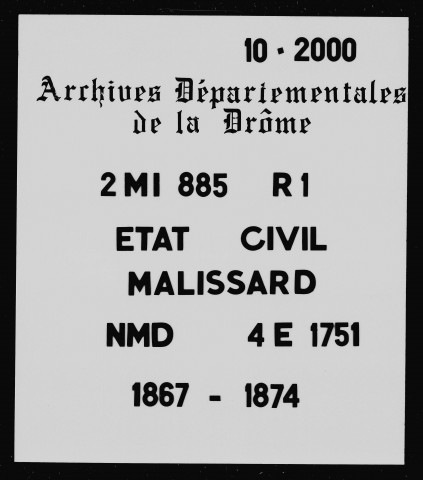 10 • 2000
Archives Départementales
de la Drôme
2 MI 885 R 1
ETAT CIVIL
MALISSARD
NMD 4 E 1751
1867 - 1874